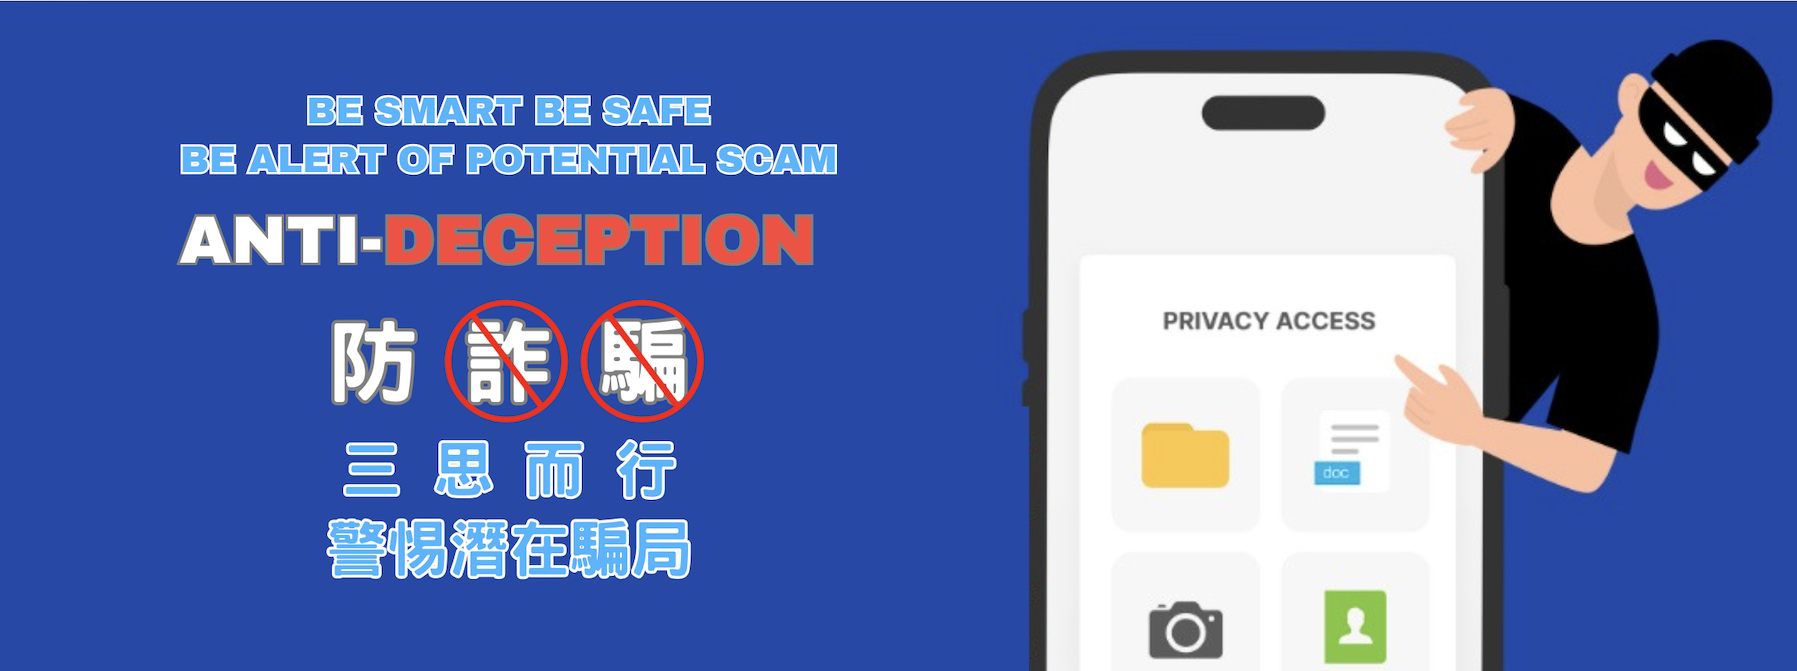 BE SMART BE SAFE
BE ALERT OF POTENTIAL SCAM
ANTI-DECEPTION
防詐騙
三思而行
警惕潛在騙局
PRIVACY ACCESS
doc